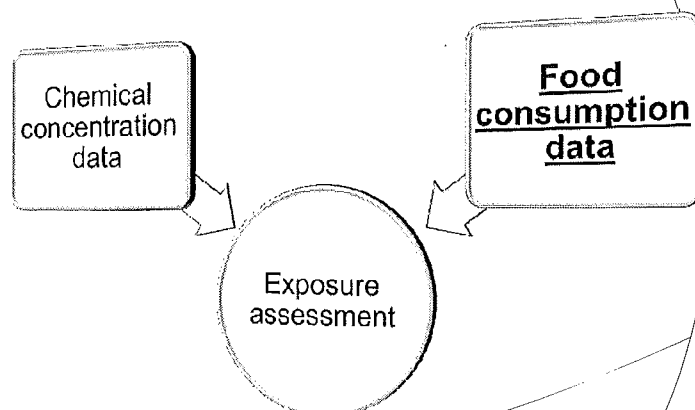 Chemical
concentration
data
Food
consumption
data
Exposure
assessment